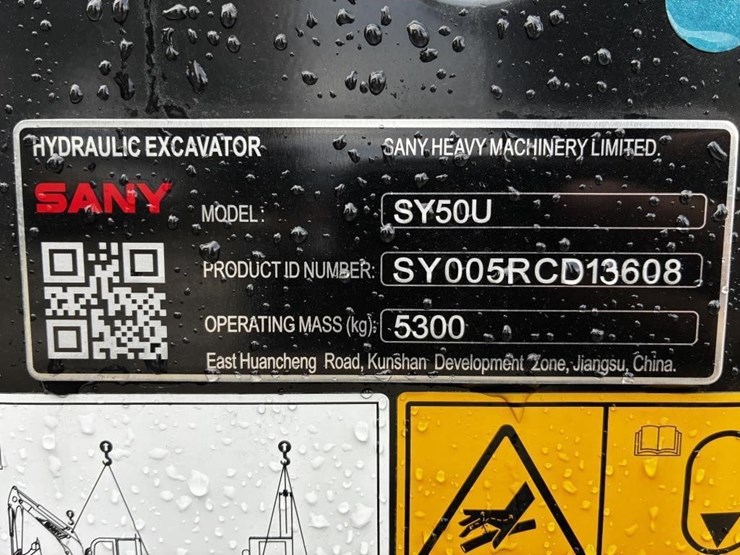 HYDRAULIC EXCAVATOR SANY HEAVY MACHINERY LIMITED.
SANY
MODEL: SY50U
PRODUCT ID NUMBER: SY005RCD13608
OPERATING MASS (kg): 5300
East Huancheng Road, Kunshan Development Zone, Jiangsu, China.